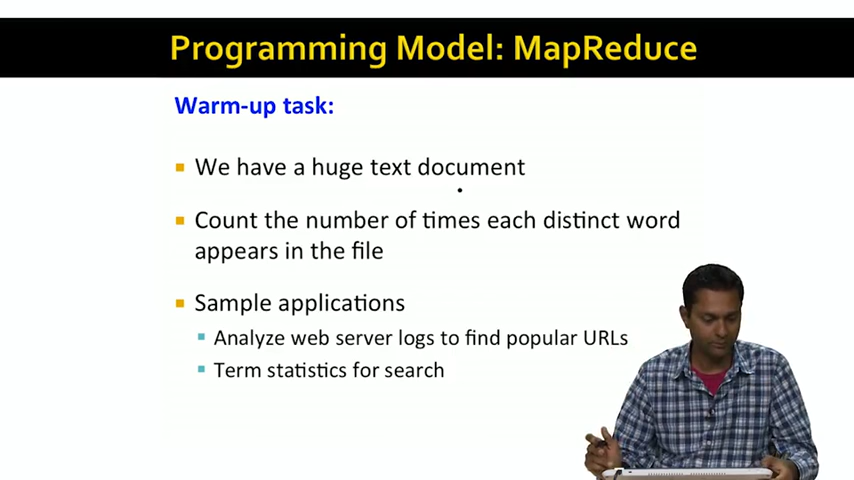 Programming Model: MapReduce
Warm-up task:
We have a huge text document
Count the number of times each distinct word
appears in the file
Sample applications
Analyze web server logs to find popular URLs
Term statistics for search